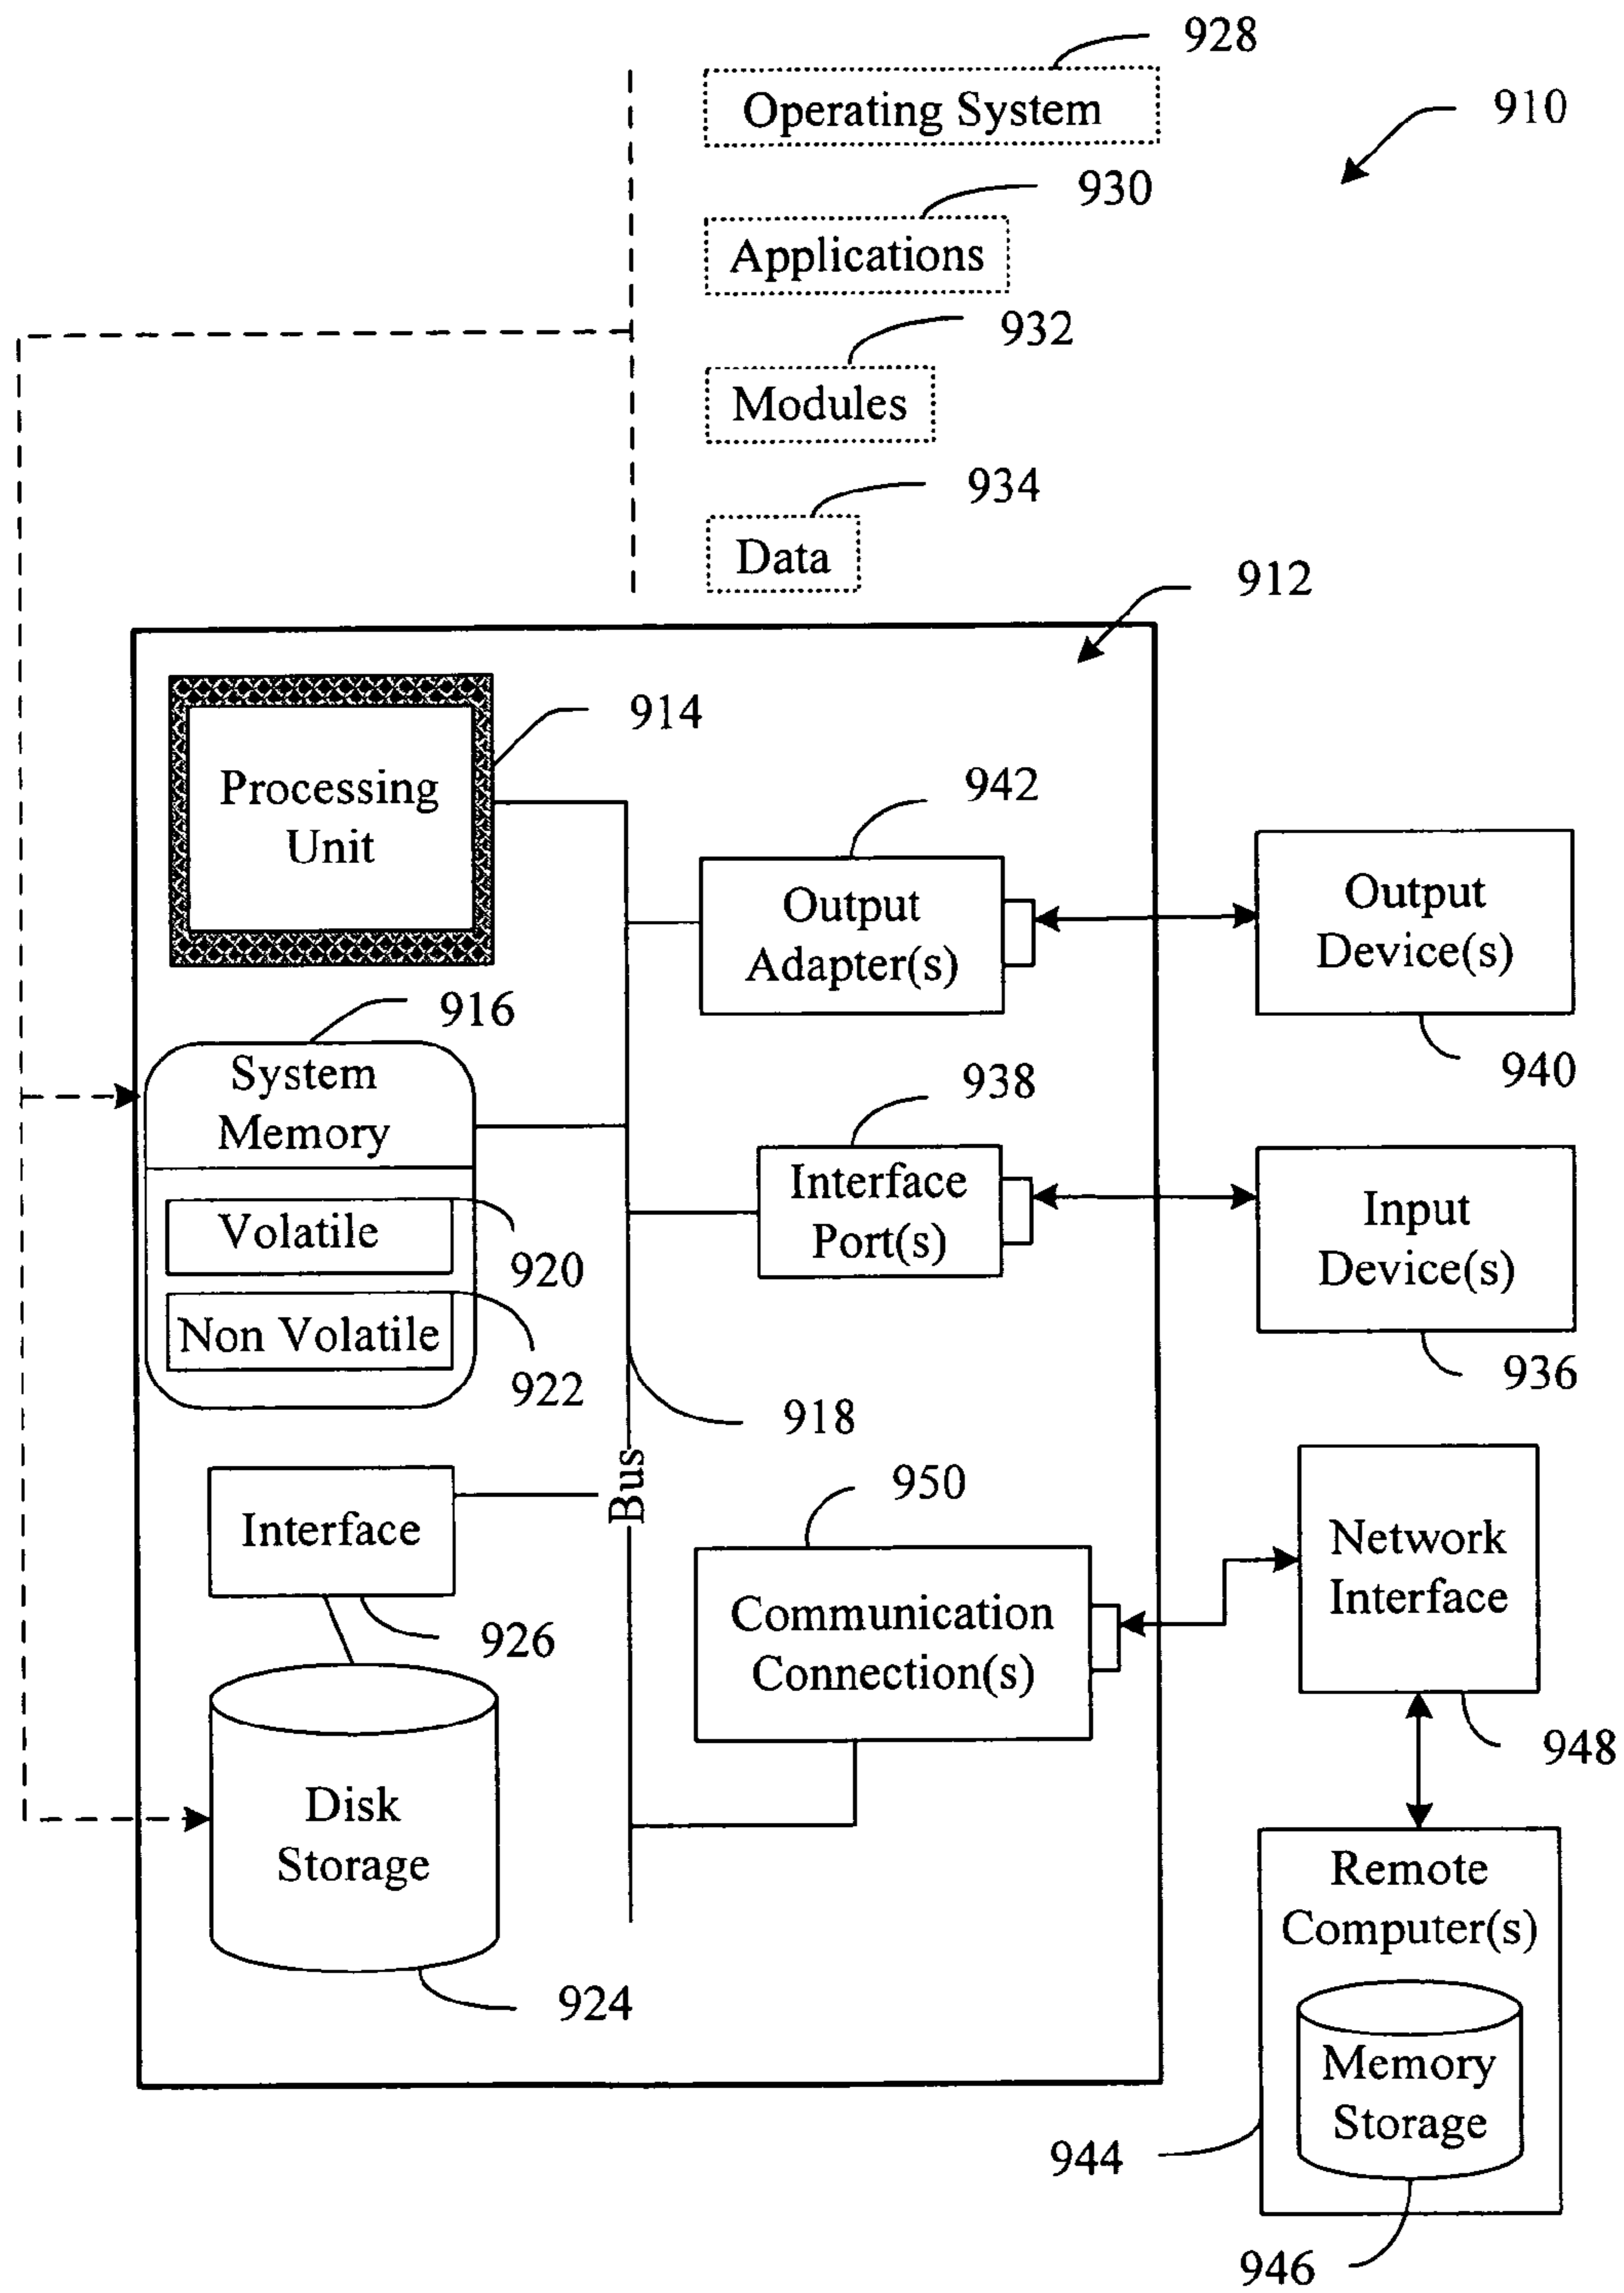 928
Operating System
910
930
Applications
932
Modules
934
Data
912
914
Processing
Unit
942
Output
Adapter(s)
Output
Device(s)
940
916
System
Memory
938
Interface
Port(s)
Input
Device(s)
936
Volatile
920
Non Volatile
922
918
Bus
950
Interface
926
Communication
Connection(s)
Network
Interface
948
Disk
Storage
924
Remote
Computer(s)
Memory
Storage
944
946